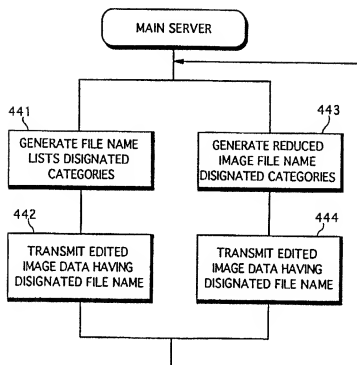 MAIN SERVER
441
GENERATE FILE NAME
LISTS DISIGNATED
CATEGORIES
443
GENERATE REDUCED
IMAGE FILE NAME
DISIGNATED CATEGORIES
442
TRANSMIT EDITED
IMAGE DATA HAVING
DISIGNATED FILE NAME
444
TRANSMIT EDITED
IMAGE DATA HAVING
DISIGNATED FILE NAME